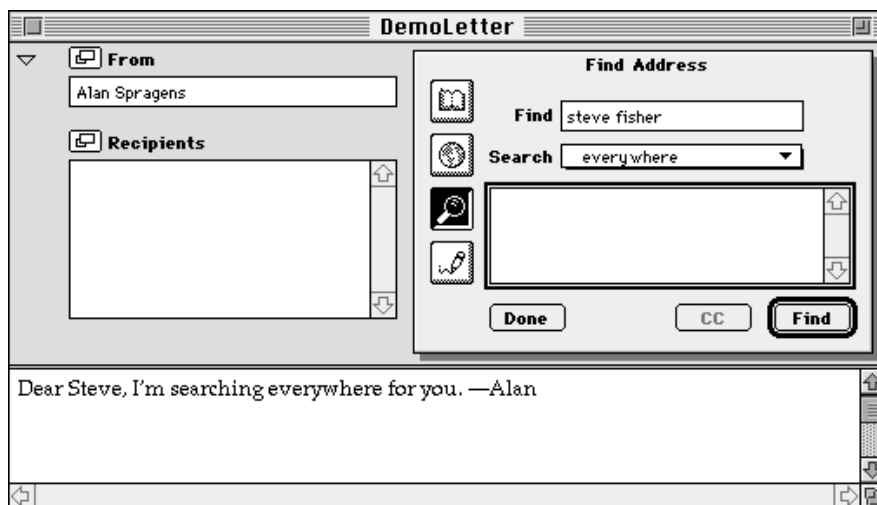 DemoLetter
From
Alan Spragens
Recipients
Find Address
Find steve fisher
Search everywhere
Done CC Find
Dear Steve, I'm searching everywhere for you. —Alan